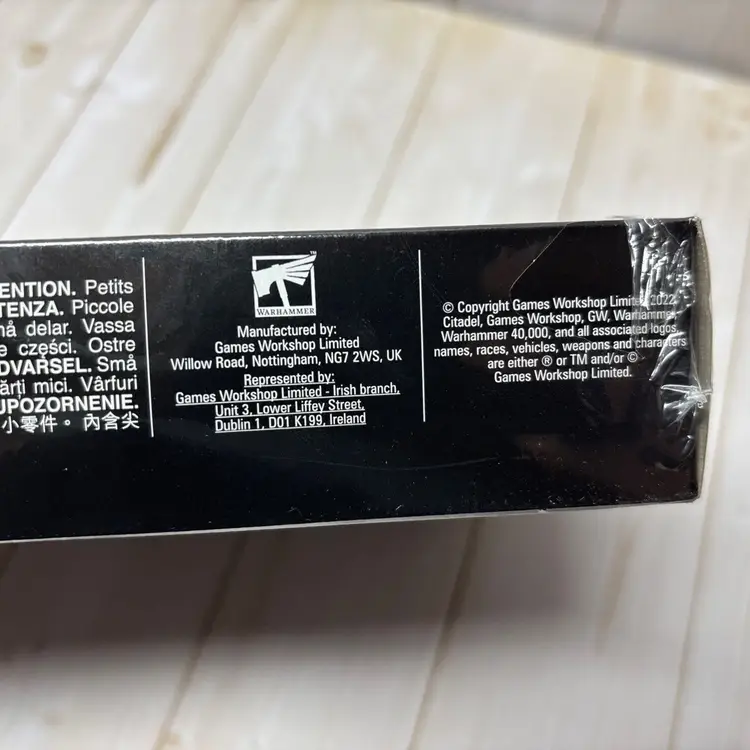 ENTION. Petits
TENZA. Piccole
må delar. Vassa
e części. Ostre
DVARSEL. Små
ărți mici. Vârfuri
UPOZORNENIE.
小零件。 內含尖
WARHAMMER
TM
Manufactured by:
Games Workshop Limited
Willow Road, Nottingham, NG7 2WS, UK
Represented by:
Games Workshop Limited - Irish branch,
Unit 3, Lower Liffey Street,
Dublin 1, D01 K199, Ireland
© Copyright Games Workshop Limited 2022.
Citadel, Games Workshop, GW, Warhammer,
Warhammer 40,000, and all associated logos,
names, races, vehicles, weapons and characters
are either ® or TM and/or ©
Games Workshop Limited.